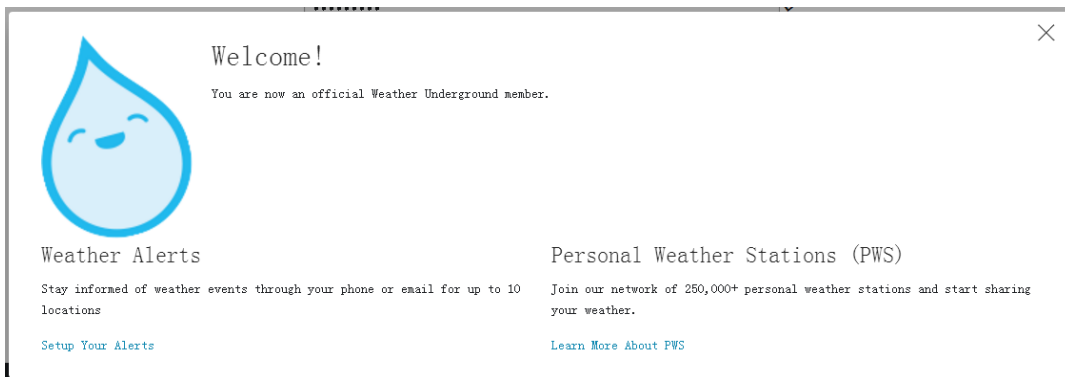 Welcome!
You are now an official Weather Underground member.
Weather Alerts
Stay informed of weather events through your phone or email for up to 10
locations
Setup Your Alerts
Personal Weather Stations (PWS)
Join our network of 250,000+ personal weather stations and start sharing
your weather.
Learn More About PWS